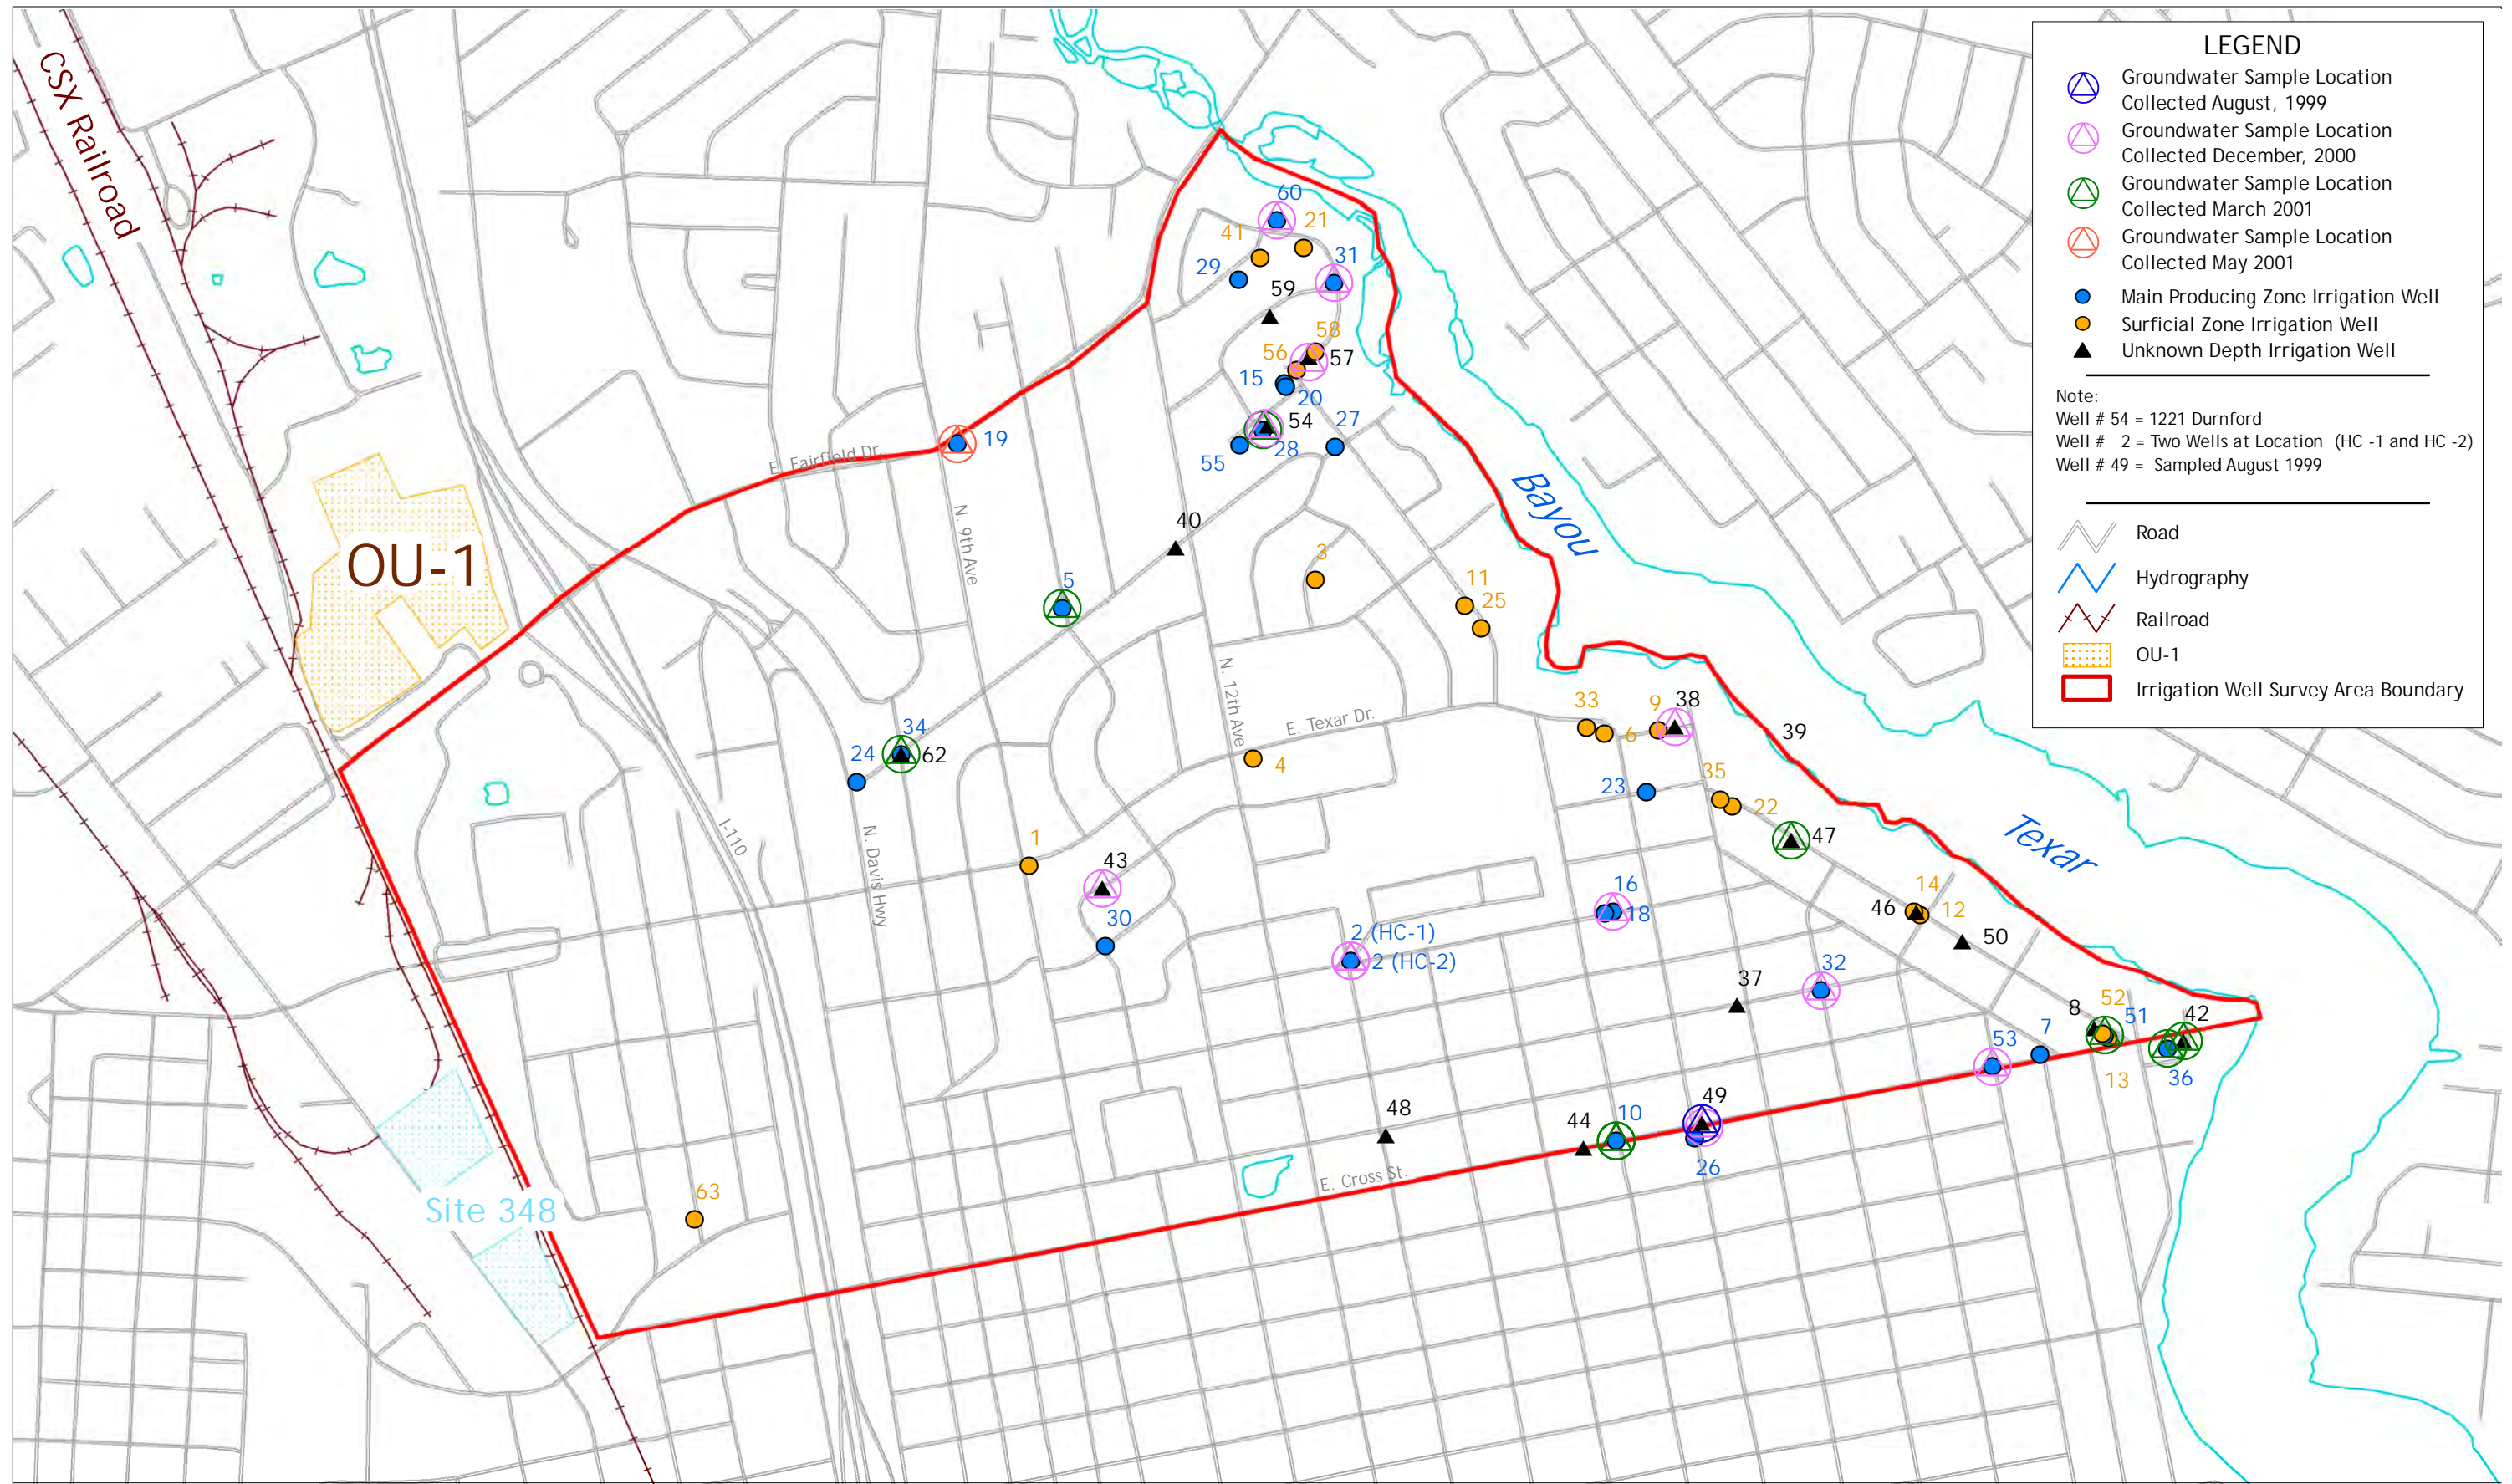 LEGEND
Groundwater Sample Location
Collected August, 1999
Groundwater Sample Location
Collected December, 2000
Groundwater Sample Location
Collected March 2001
Groundwater Sample Location
Collected May 2001
Main Producing Zone Irrigation Well
Surficial Zone Irrigation Well
Unknown Depth Irrigation Well
Note:
Well # 54 = 1221 Durnford
Well # 2 = Two Wells at Location (HC -1 and HC -2)
Well # 49 = Sampled August 1999
Road
Hydrography
Railroad
OU-1
Irrigation Well Survey Area Boundary
CSX Railroad
60
41
21
29
31
59
58
56
57
15
20
27
54
28
55
19
E. Fairfield Dr.
Bayou
OU-1
N. 9th Ave
40
3
5
11
25
N. 12th Ave
33
9
38
6
39
E. Texar Dr.
34
24
62
4
23
35
22
I-110
N. Davis Hwy
1
47
Texar
43
16
18
14
46
12
30
2 (HC-1)
2 (HC-2)
50
32
37
8
52
51
42
7
53
13
36
49
48
44
10
26
E. Cross St.
63
Site 348